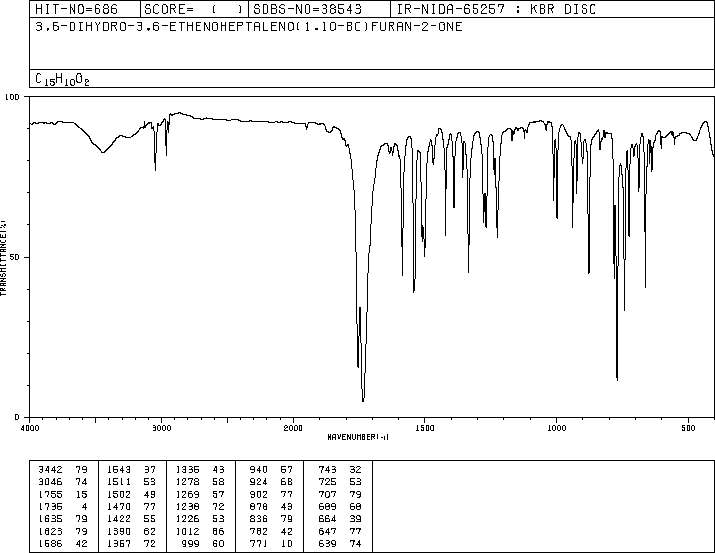 HIT-NO=686 SCORE= ( ) SDBS-NO=38543 IR-NIDA-65257 : KBR DISC
3,6-DIHYDRO-3,6-ETHENOHEPTALENO(1,10-BC)FURAN-2-ONE
C15H10O2
100
50
0
TRANSMITTANCE(%)
4000 3000 2000 1500 1000 500
WAVENUMBER(-1)
3442 79 1543 37 1336 43 940 57 743 32
3046 74 1511 53 1278 58 924 68 725 53
1755 15 1502 49 1269 57 902 77 707 79
1735 4 1470 77 1238 72 878 43 689 68
1635 79 1422 55 1226 53 836 79 664 39
1623 79 1390 62 1012 66 782 42 647 77
1586 42 1357 72 999 60 771 10 639 74